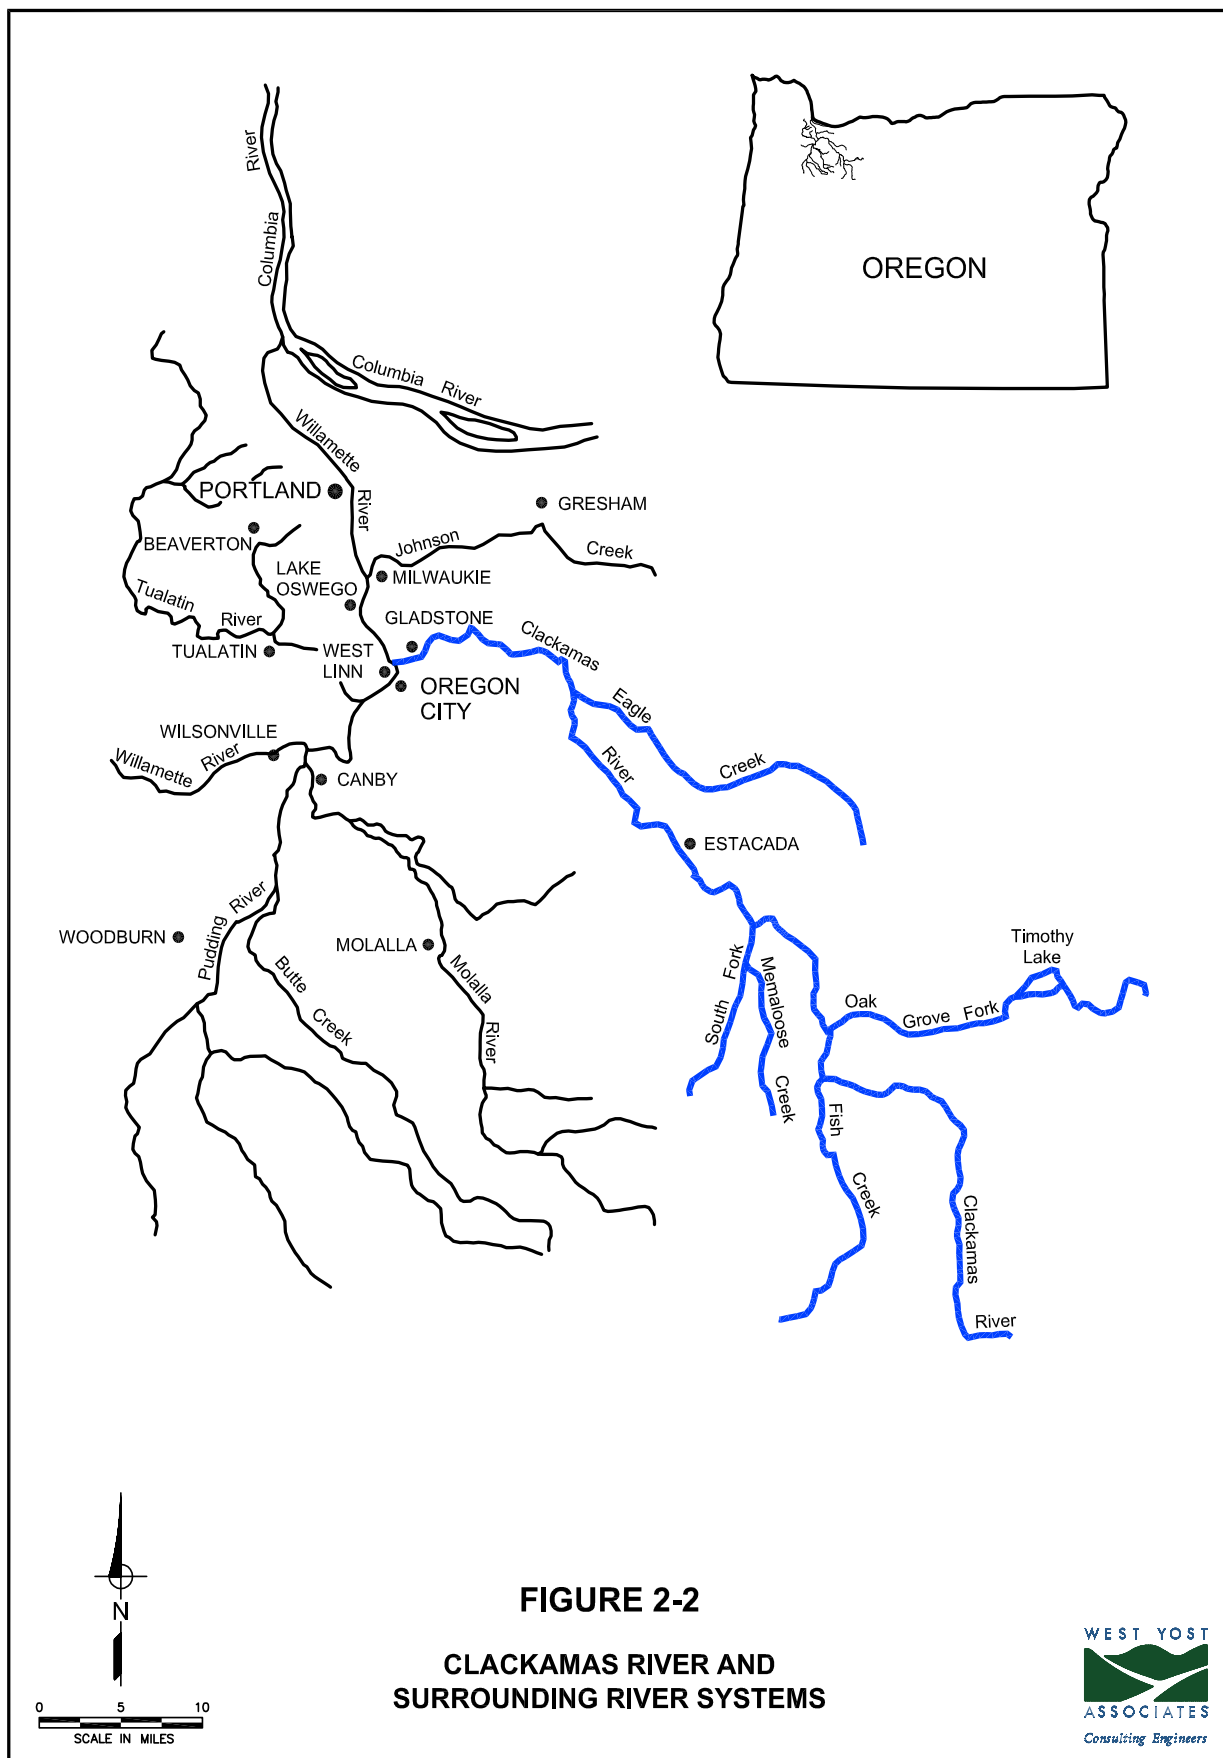 River
Columbia
OREGON
Columbia River
Willamette
River
PORTLAND
GRESHAM
BEAVERTON
Johnson
Creek
LAKE
OSWEGO
MILWAUKIE
Tualatin
River
GLADSTONE
Clackamas
TUALATIN
WEST
LINN
OREGON
CITY
Eagle
Creek
WILSONVILLE
River
Willamette
River
CANBY
ESTACADA
River
Pudding
WOODBURN
MOLALLA
Butte
Creek
Molalla
River
South
Fork
Memaloose
Creek
Timothy
Lake
Oak
Grove
Fork
Fish
Creek
Clackamas
River
N
0 5 10
SCALE IN MILES
FIGURE 2-2
CLACKAMAS RIVER AND
SURROUNDING RIVER SYSTEMS
WEST YOST
ASSOCIATES
Consulting Engineers